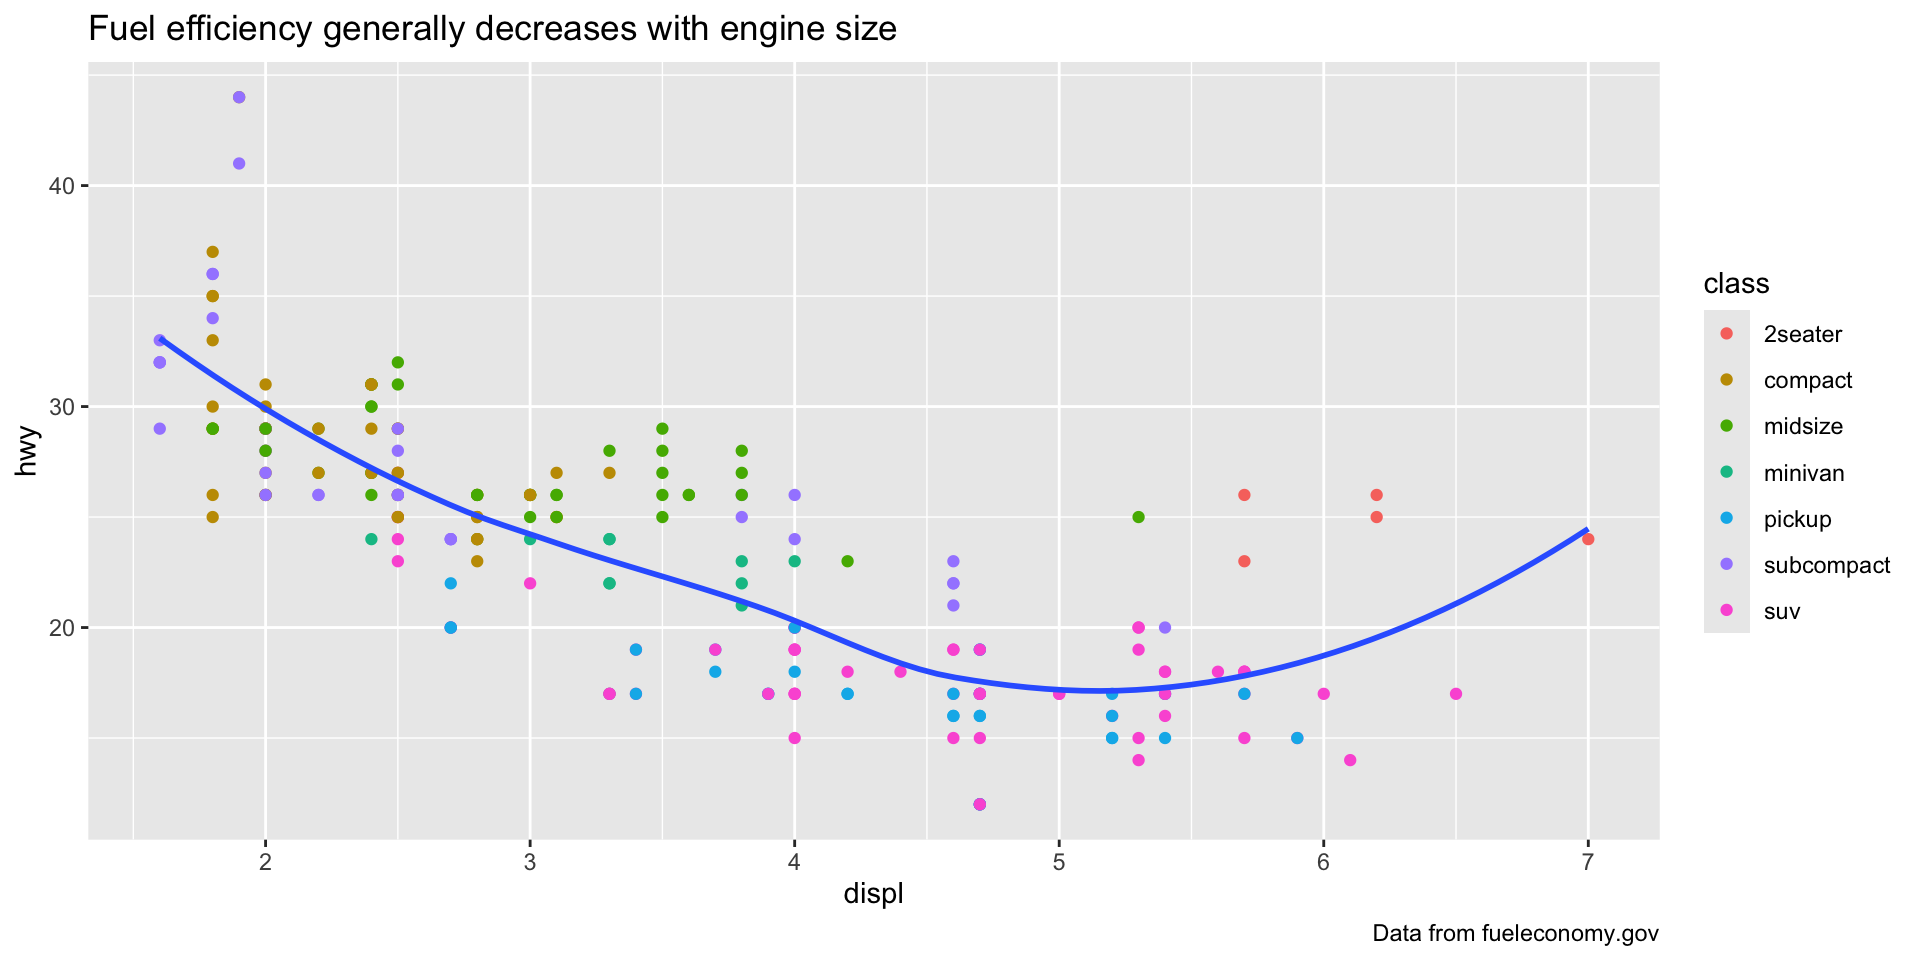 Fuel efficiency generally decreases with engine size
hwy
40
30
20
2 3 4 5 6 7
displ
class
2seater
compact
midsize
minivan
pickup
subcompact
suv
Data from fueleconomy.gov